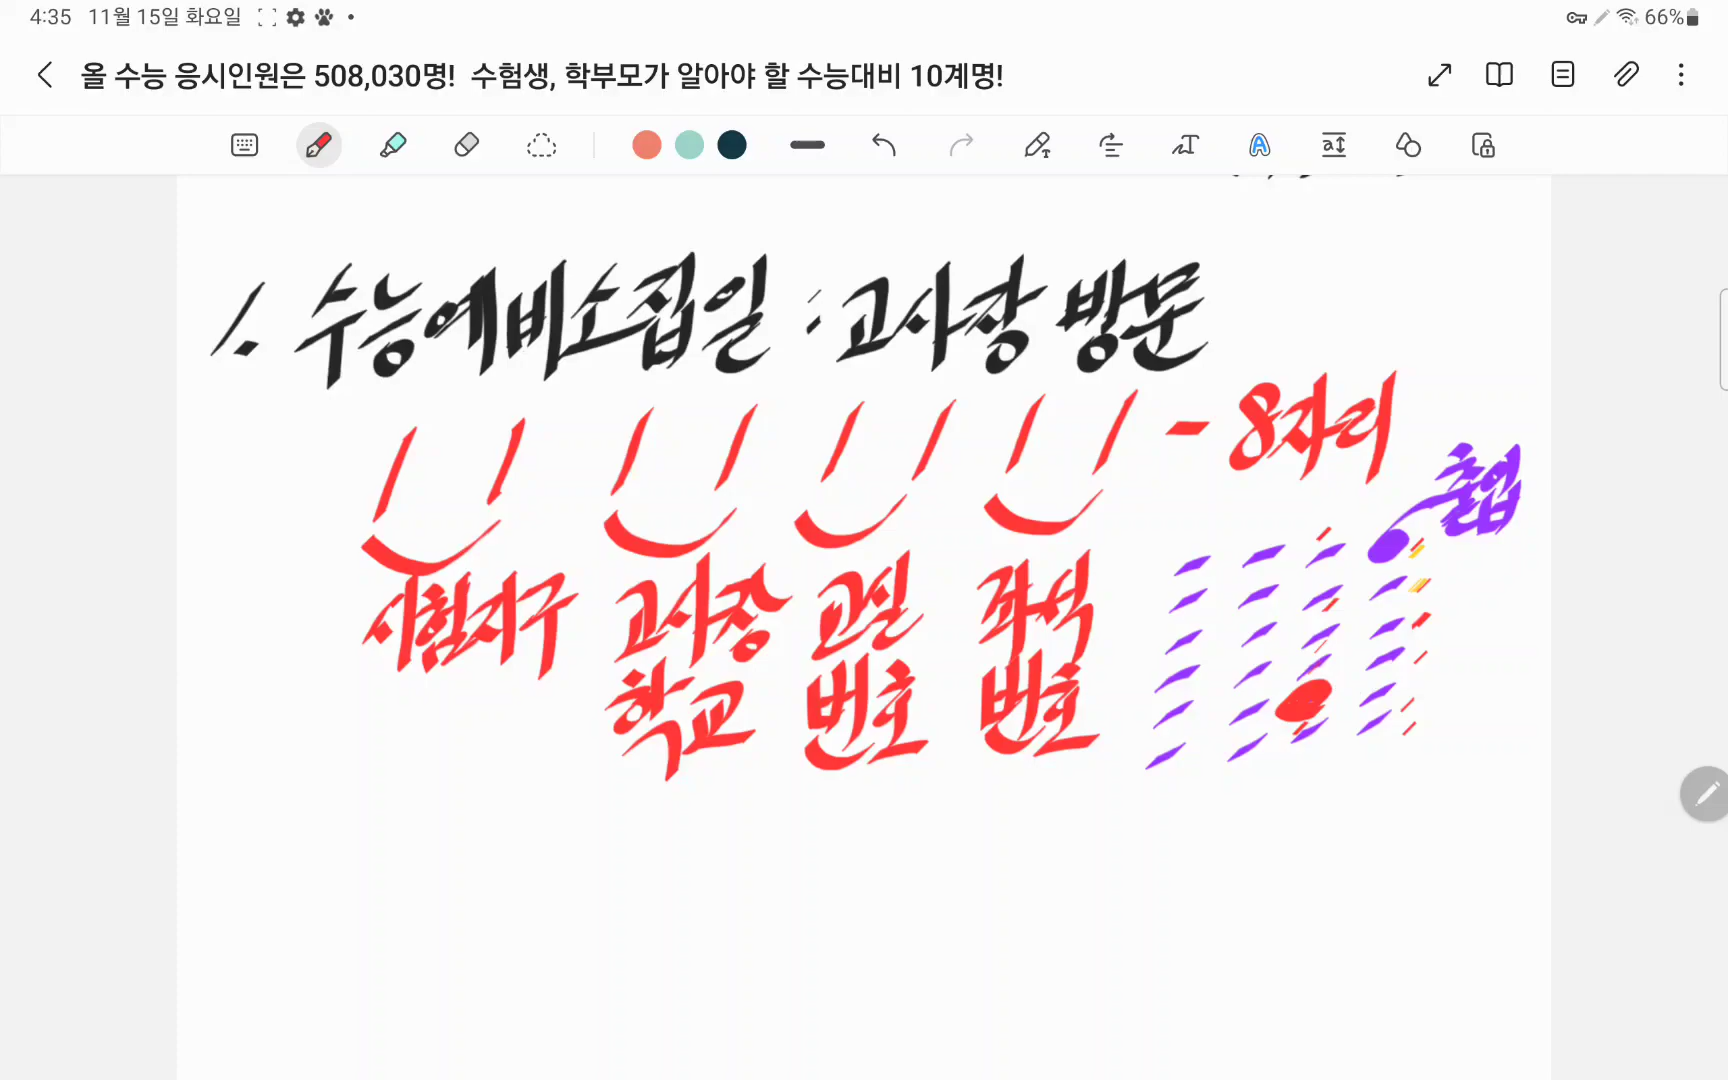 4:35 11월 15일 화요일 66%
올 수능 응시인원은 508,030명! 수험생, 학부모가 알아야 할 수능대비 10계명!
1. 수능예비소집일 : 고사장 방문
- 8자리
출입
시험지구 고사장 고실 좌석
학교 번호 번호